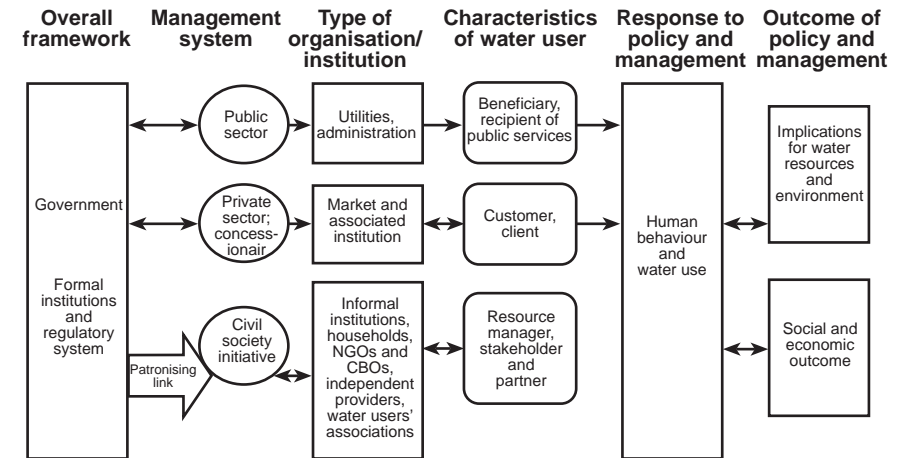 Overall
framework
Management
system
Type of
organisation/
institution
Characteristics
of water user
Response to
policy and
management
Outcome of
policy and
management
Government
Formal
institutions
and
regulatory
system
Patronising
link
Public
sector
Utilities,
administration
Beneficiary,
recipient of
public services
Private
sector;
concess-
ionair
Market and
associated
institution
Customer,
client
Civil
society
initiative
Informal
institutions,
households,
NGOs and
CBOs,
independent
providers,
water users'
associations
Resource
manager,
stakeholder
and
partner
Human
behaviour
and
water use
Implications
for water
resources
and
environment
Social and
economic
outcome